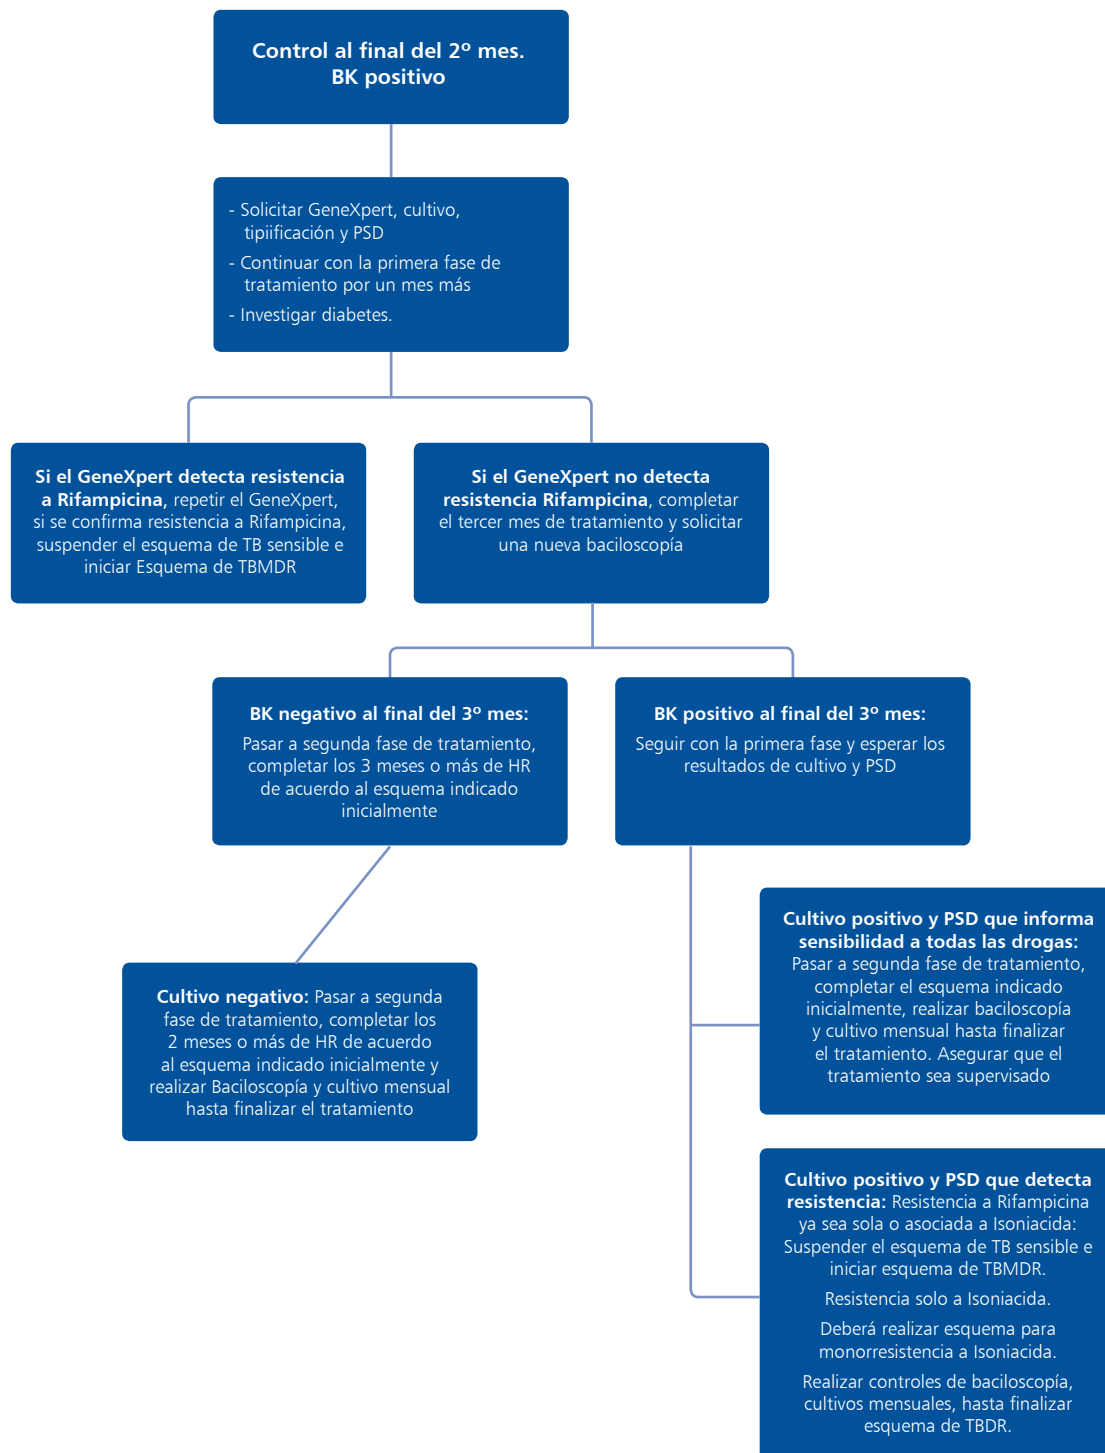 Control al final del 2º mes.
BK positivo
- Solicitar GeneXpert, cultivo,
tipiificación y PSD
- Continuar con la primera fase de
tratamiento por un mes más
- Investigar diabetes.
Si el GeneXpert detecta resistencia
a Rifampicina, repetir el GeneXpert,
si se confirma resistencia a Rifampicina,
suspender el esquema de TB sensible e
iniciar Esquema de TBMDR
Si el GeneXpert no detecta
resistencia Rifampicina, completar
el tercer mes de tratamiento y solicitar
una nueva baciloscopía
BK negativo al final del 3º mes:
Pasar a segunda fase de tratamiento,
completar los 3 meses o más de HR
de acuerdo al esquema indicado
inicialmente
BK positivo al final del 3º mes:
Seguir con la primera fase y esperar los
resultados de cultivo y PSD
Cultivo negativo: Pasar a segunda
fase de tratamiento, completar los
2 meses o más de HR de acuerdo
al esquema indicado inicialmente y
realizar Baciloscopía y cultivo mensual
hasta finalizar el tratamiento
Cultivo positivo y PSD que informa
sensibilidad a todas las drogas:
Pasar a segunda fase de tratamiento,
completar el esquema indicado
inicialmente, realizar baciloscopía
y cultivo mensual hasta finalizar
el tratamiento. Asegurar que el
tratamiento sea supervisado
Cultivo positivo y PSD que detecta
resistencia: Resistencia a Rifampicina
ya sea sola o asociada a Isoniacida:
Suspender el esquema de TB sensible e
iniciar esquema de TBMDR.
Resistencia solo a Isoniacida.
Deberá realizar esquema para
monorresistencia a Isoniacida.
Realizar controles de baciloscopía,
cultivos mensuales, hasta finalizar
esquema de TBDR.